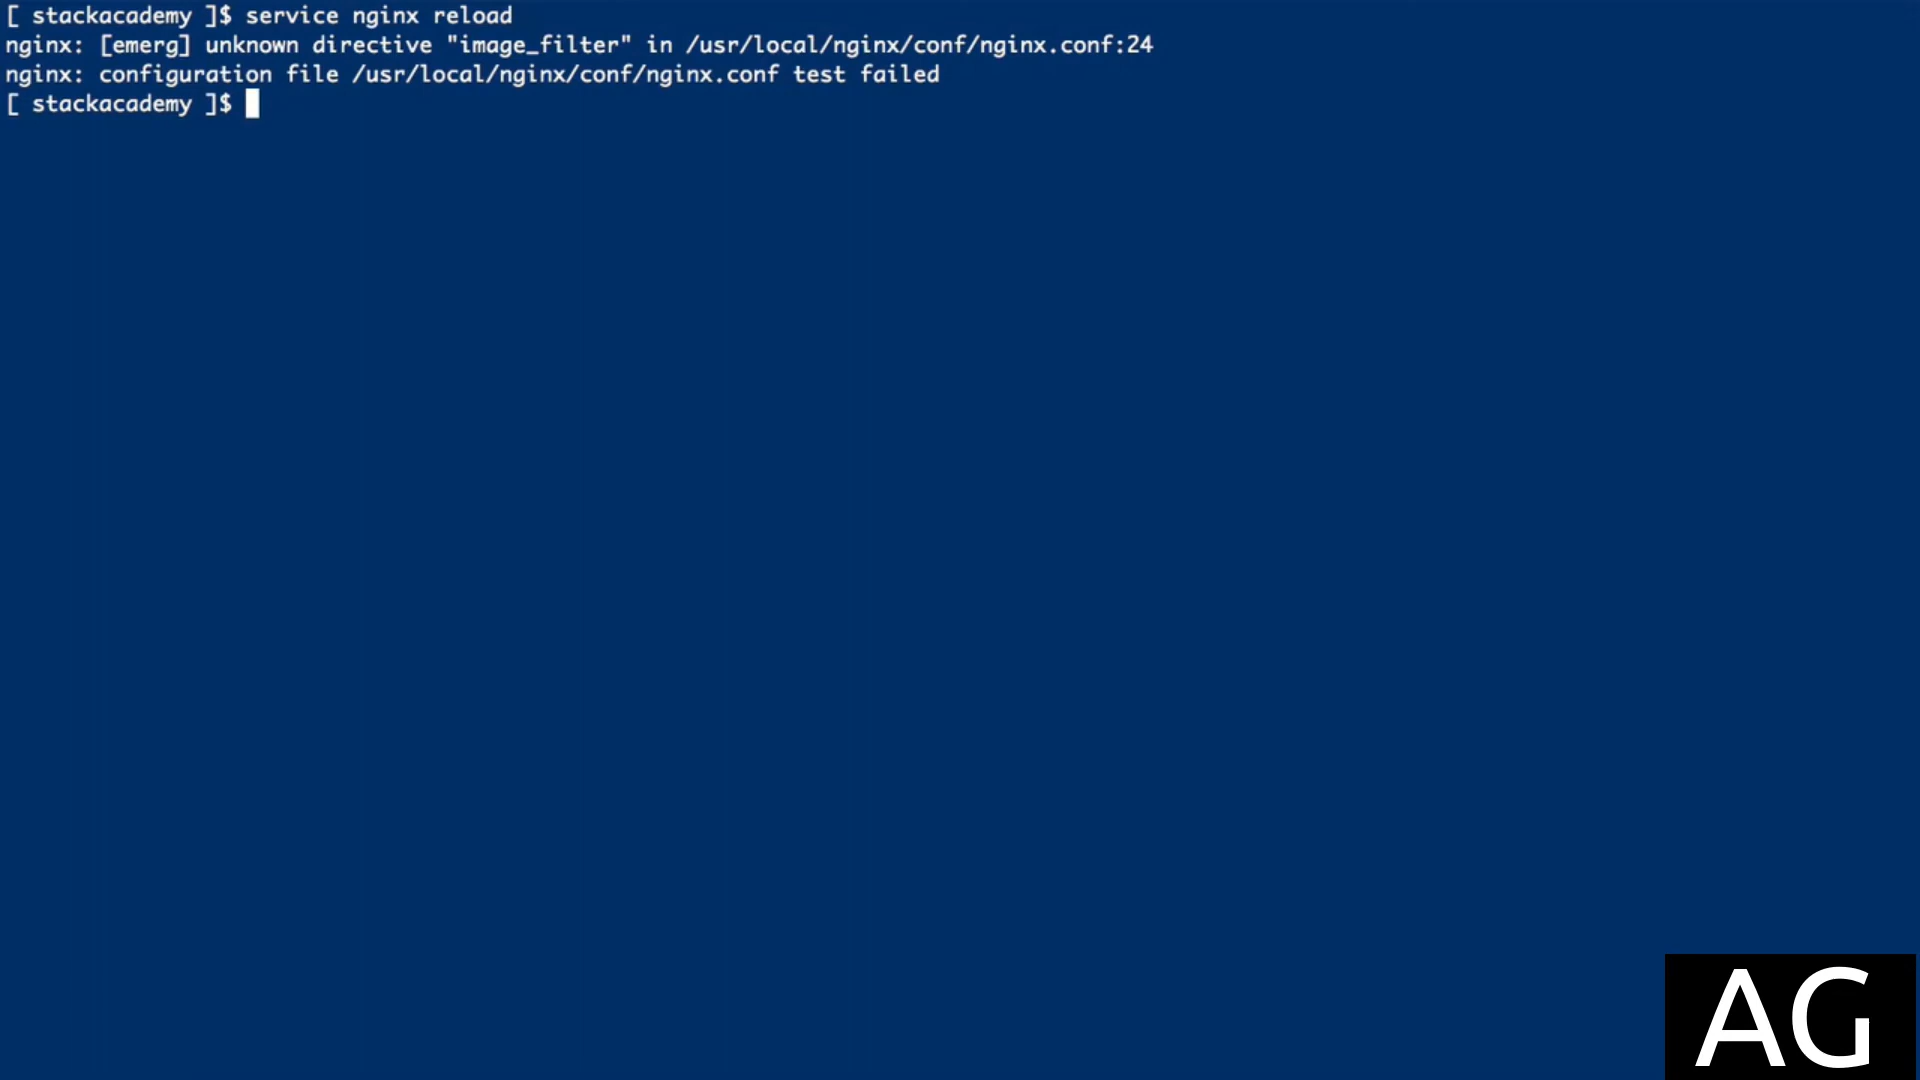 [ stackacademy ]$ service nginx reload
nginx: [emerg] unknown directive "image_filter" in /usr/local/nginx/conf/nginx.conf:24
nginx: configuration file /usr/local/nginx/conf/nginx.conf test failed
[ stackacademy ]$
AG